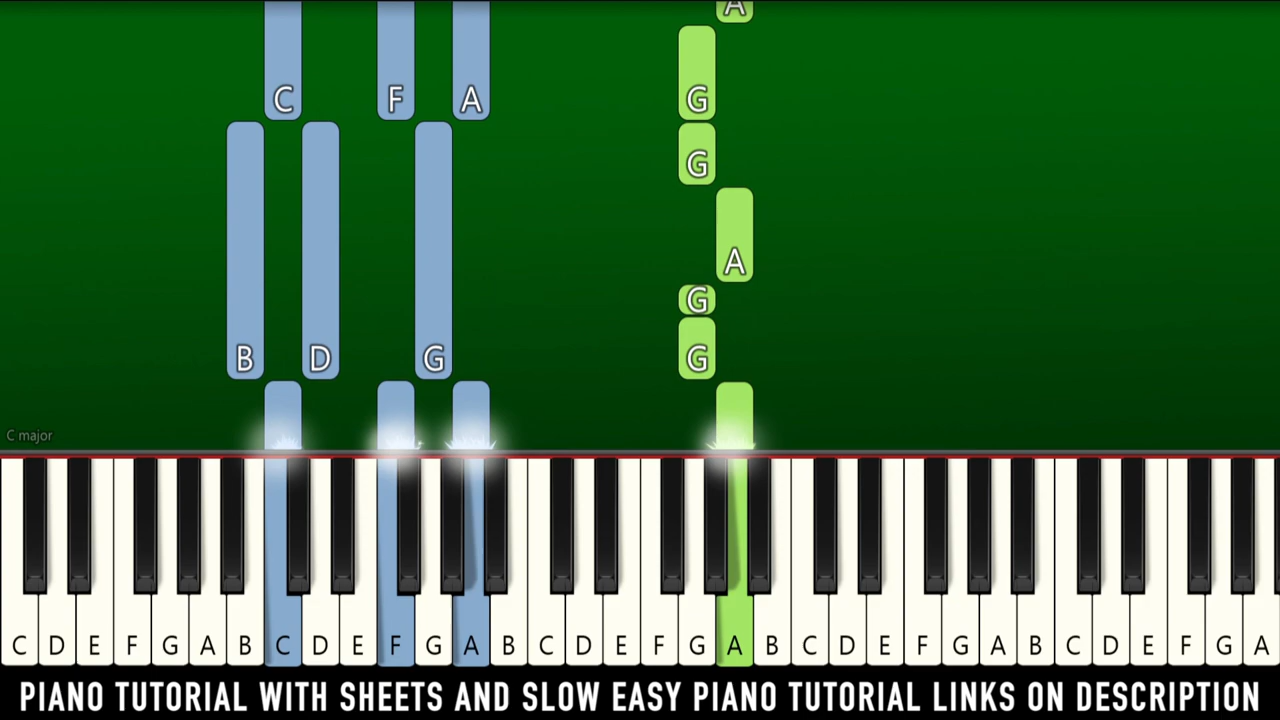 A
G
C F A
G
A
G
B D G G
C major
C D E F G A B C D E F G A B C D E F G A B C D E F G A B C D E F G A
PIANO TUTORIAL WITH SHEETS AND SLOW EASY PIANO TUTORIAL LINKS ON DESCRIPTION